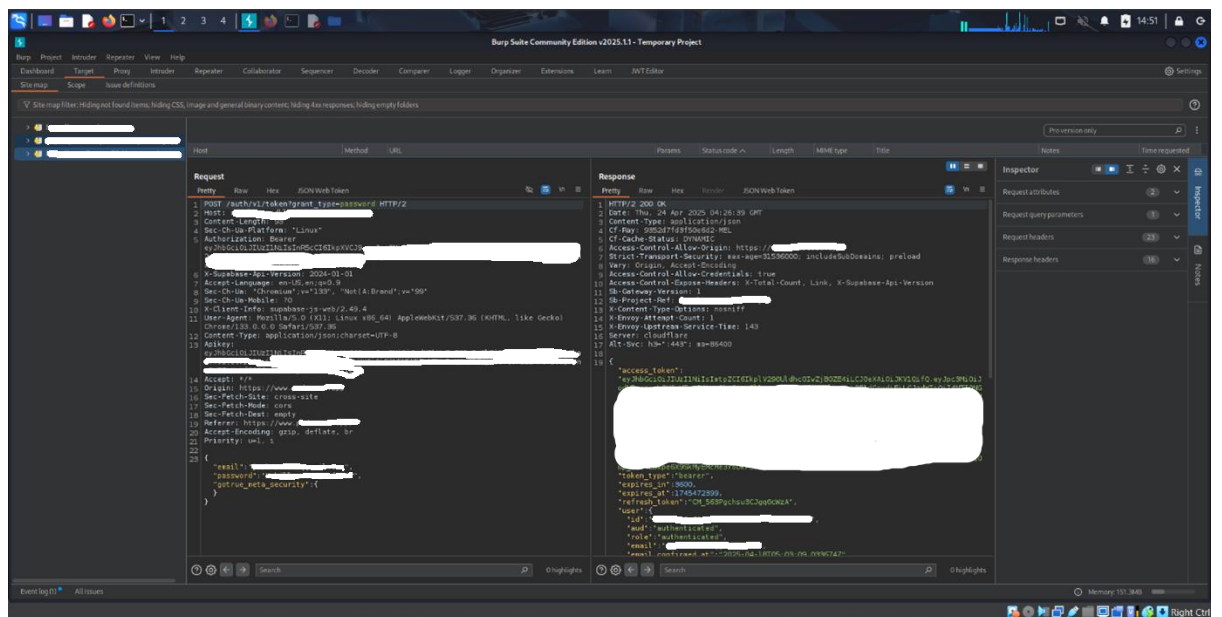 1 2 3 4
14:51
Burp Suite Community Edition v2025.1.1 - Temporary Project
Burp Project Intruder Repeater View Help
Dashboard Target Proxy Intruder Repeater Collaborator Sequencer Decoder Comparer Logger Organizer Extensions Learn JWT Editor
Settings
Site map Scope Issue definitions
Site map filter: Hiding not found items; hiding CSS, image and general binary content; hiding 4xx responses; hiding empty folders
Pro version only
Host Method URL Params Status code Length MIME type Title Notes Time requested
Request
Pretty Raw Hex JSON Web Token
1 POST /auth/v1/token?grant_type=password HTTP/2
2 Host:
3 Content-Length:
4 Sec-Ch-Ua-Platform: "Linux"
5 Authorization: Bearer
6 X-Supabase-Api-Version: 2024-01-01
7 Accept-Language: en-US,en;q=0.9
8 Sec-Ch-Ua: "Chromium";v="133", "Not(A:Brand";v="99"
9 Sec-Ch-Ua-Mobile: ?0
10 X-Client-Info: supabase-js-web/2.49.4
11 User-Agent: Mozilla/5.0 (X11; Linux x86_64) AppleWebKit/537.36 (KHTML, like Gecko)
Chrome/133.0.0.0 Safari/537.36
12 Content-Type: application/json;charset=UTF-8
13 Apikey:
14 Accept: */*
15 Origin: https://www.
16 Sec-Fetch-Site: cross-site
17 Sec-Fetch-Mode: cors
18 Sec-Fetch-Dest: empty
19 Referer: https://www.
20 Accept-Encoding: gzip, deflate, br
21 Priority: u=1, i
22
23 {
"email":
"password":
"gotrue_meta_security":{
}
}
Search
0 highlights
Response
Pretty Raw Hex Render JSON Web Token
1 HTTP/2 200 OK
2 Date: Thu, 24 Apr 2025 04:26:39 GMT
3 Content-Type: application/json
4 Cf-Ray:
5 Cf-Cache-Status: DYNAMIC
6 Access-Control-Allow-Origin: https://
7 Strict-Transport-Security: max-age=31536000; includeSubDomains; preload
8 Vary: Origin, Accept-Encoding
9 Access-Control-Allow-Credentials: true
10 Access-Control-Expose-Headers: X-Total-Count, Link, X-Supabase-Api-Version
11 Sb-Gateway-Version: 1
12 Sb-Project-Ref:
13 X-Content-Type-Options: nosniff
14 X-Envoy-Attempt-Count: 1
15 X-Envoy-Upstream-Service-Time: 143
16 Server: cloudflare
17 Alt-Svc: h3=":443"; ma=86400
18
19 {
"access_token":
"token_type":"bearer",
"expires_in":3600,
"expires_at":1745472399,
"refresh_token":
"user":{
"id":
"aud":"authenticated",
"role":"authenticated",
"email":
Search
0 highlights
Inspector
Request attributes 2
Request query parameters 1
Request headers 23
Response headers 16
Inspector
Notes
Event log (1) All issues
Memory: 151.3MB
Right Ctrl